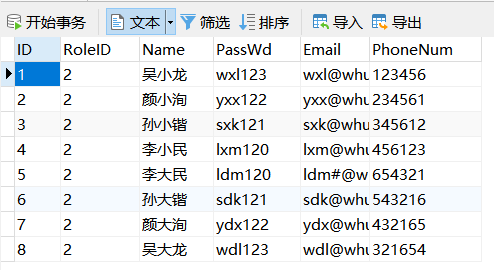 开始事务 文本 筛选 排序 导入 导出
ID RoleID Name PassWd Email PhoneNum
1 2 吴小龙 wxl123 wxl@whu 123456
2 2 颜小洵 yxx122 yxx@whu 234561
3 2 孙小锴 sxk121 sxk@whu 345612
4 2 李小民 lxm120 lxm@whu 456123
5 2 李大民 ldm120 ldm#@w 654321
6 2 孙大锴 sdk121 sdk@whu 543216
7 2 颜大洵 ydx122 ydx@whu 432165
8 2 吴大龙 wdl123 wdl@whu 321654